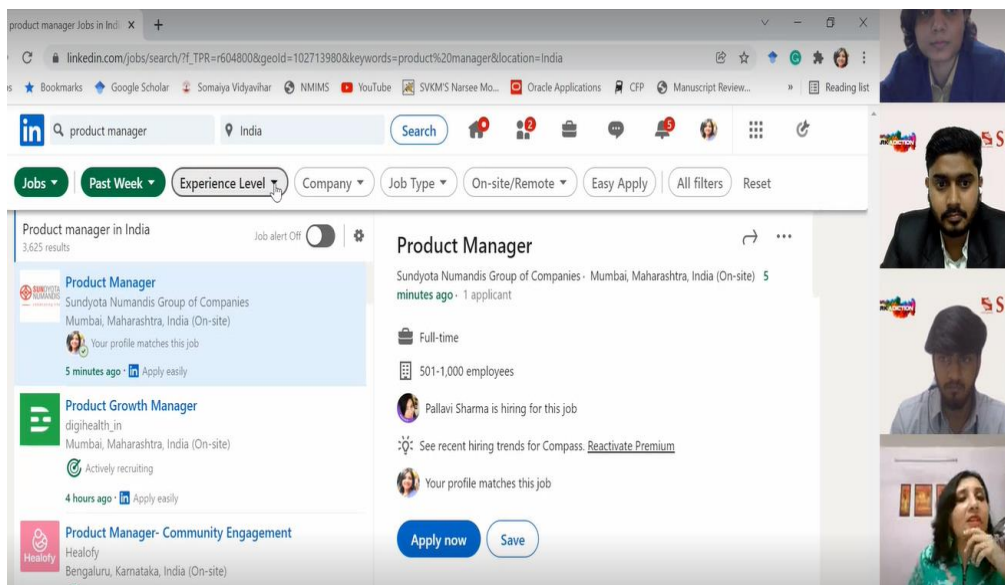 product manager Jobs in Indi
linkedin.com/jobs/search/?f_TPR=r604800&geoId=102713980&keywords=product%20manager&location=India
Bookmarks Google Scholar Somaiya Vidyavihar NMIMS YouTube SVKM'S Narsee Mo... Oracle Applications CFP Manuscript Review... » Reading list
in product manager India Search 2 5
Jobs Past Week Experience Level Company Job Type On-site/Remote Easy Apply All filters Reset
Product manager in India
3,625 results
Job alert Off
SUNDYOTA
NUMANDIS
Product Manager
Sundyota Numandis Group of Companies
Mumbai, Maharashtra, India (On-site)
Your profile matches this job
5 minutes ago · in Apply easily
Product Growth Manager
digihealth_in
Mumbai, Maharashtra, India (On-site)
Actively recruiting
4 hours ago · in Apply easily
Healofy
Product Manager- Community Engagement
Healofy
Bengaluru, Karnataka, India (On-site)
Product Manager
Sundyota Numandis Group of Companies · Mumbai, Maharashtra, India (On-site) 5
minutes ago · 1 applicant
Full-time
501-1,000 employees
Pallavi Sharma is hiring for this job
See recent hiring trends for Compass. Reactivate Premium
Your profile matches this job
Apply now Save
S
S